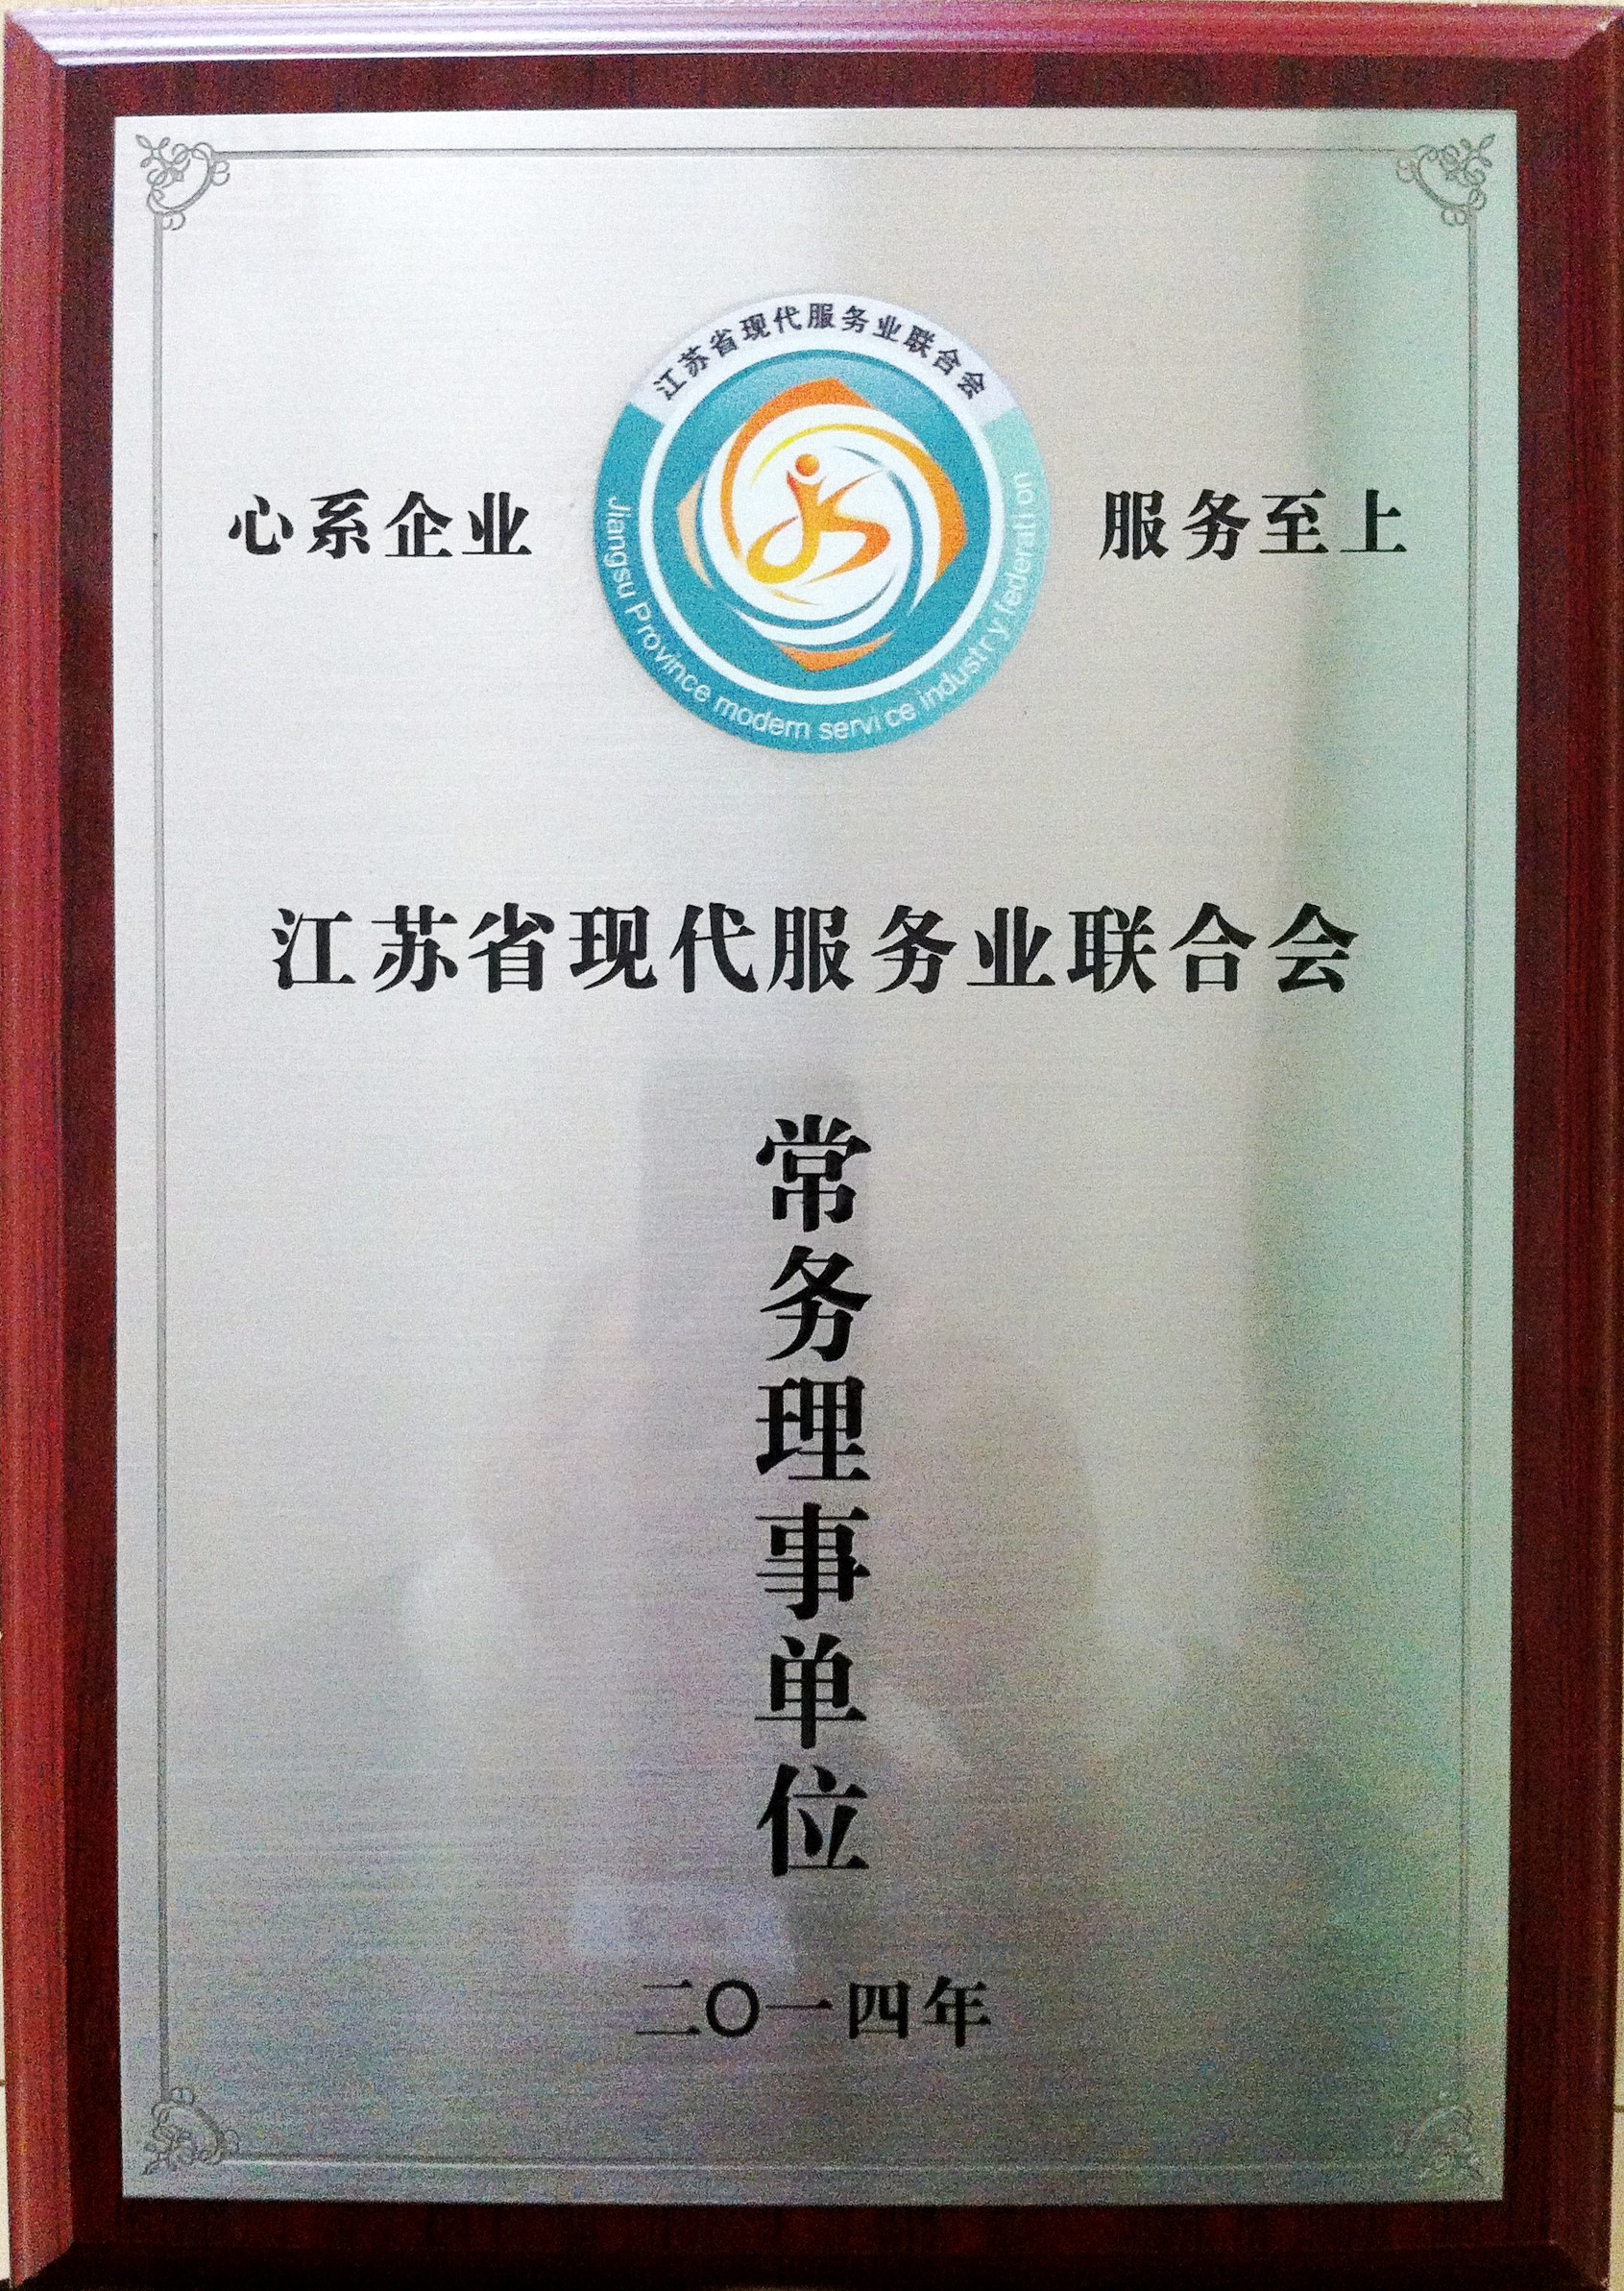 江苏省现代服务业联合会
Jiangsu Province modern service industry federation
心系企业
服务至上
江苏省现代服务业联合会
常务理事单位
二〇一四年